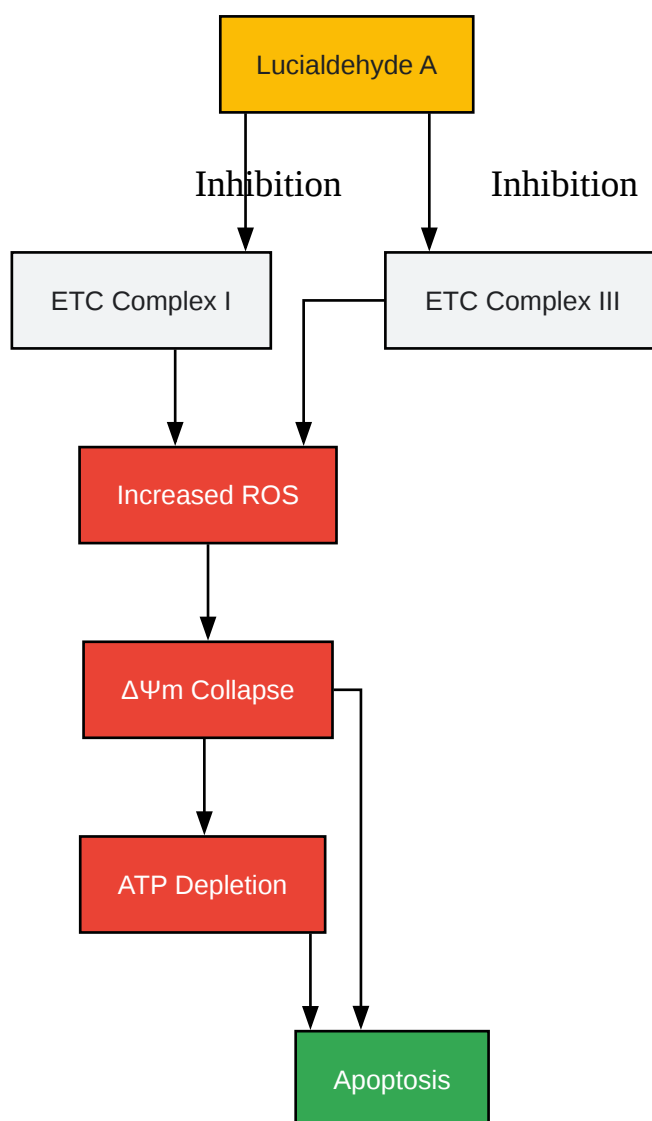 Lucialdehyde A
Inhibition
Inhibition
ETC Complex I
ETC Complex III
Increased ROS
ΔΨm Collapse
ATP Depletion
Apoptosis